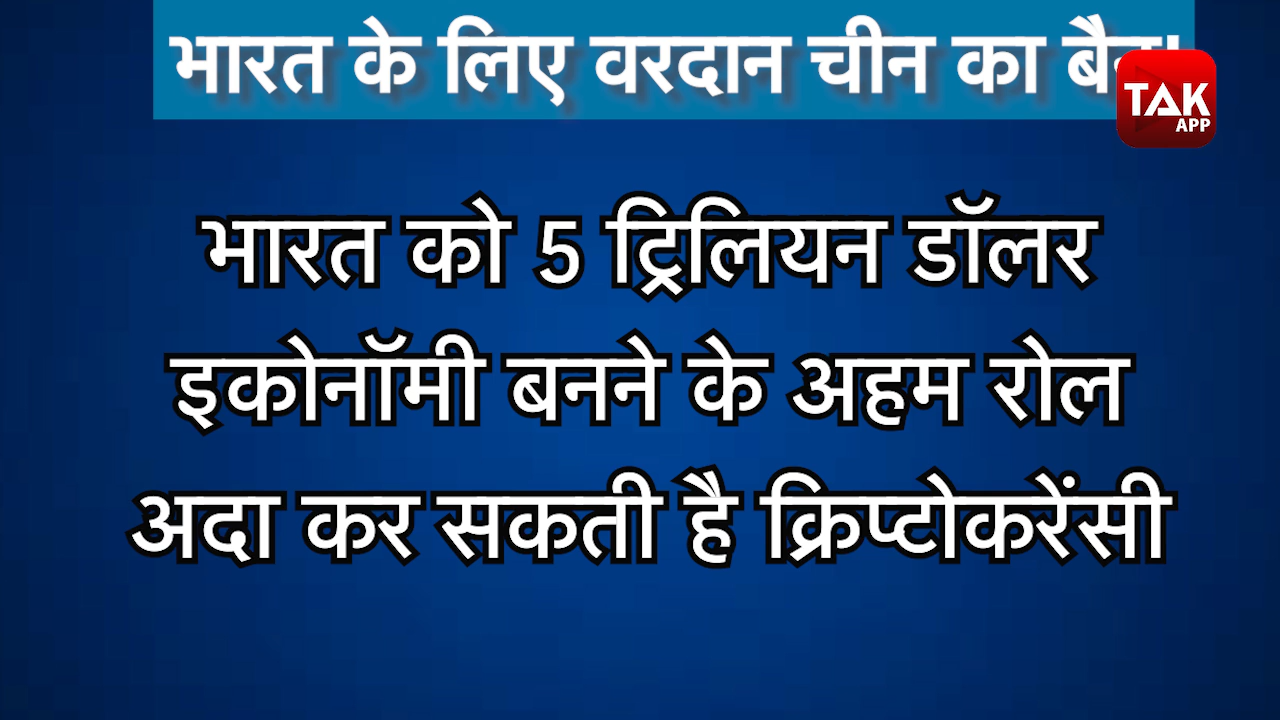 भारत के लिए वरदान चीन का
TAK
APP
भारत को 5 ट्रिलियन डॉलर
इकोनॉमी बनने के अहम रोल
अदा कर सकती है क्रिप्टोकरेंसी